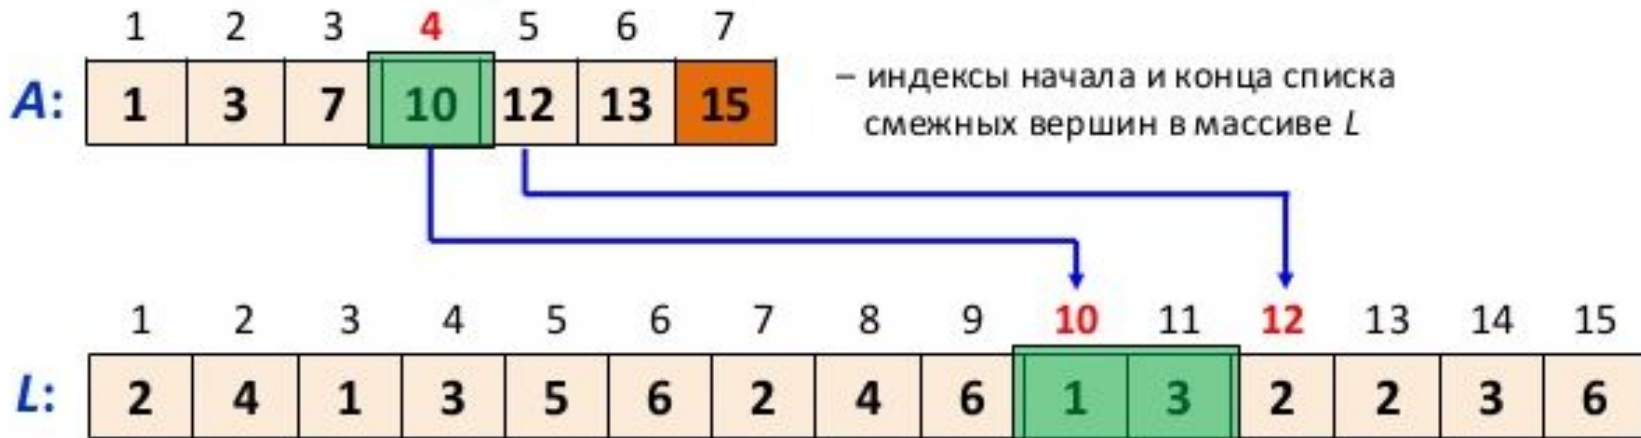 1 2 3 4 5 6 7
A: 1 3 7 10 12 13 15
– индексы начала и конца списка
смежных вершин в массиве L
1 2 3 4 5 6 7 8 9 10 11 12 13 14 15
L: 2 4 1 3 5 6 2 4 6 1 3 2 2 3 6